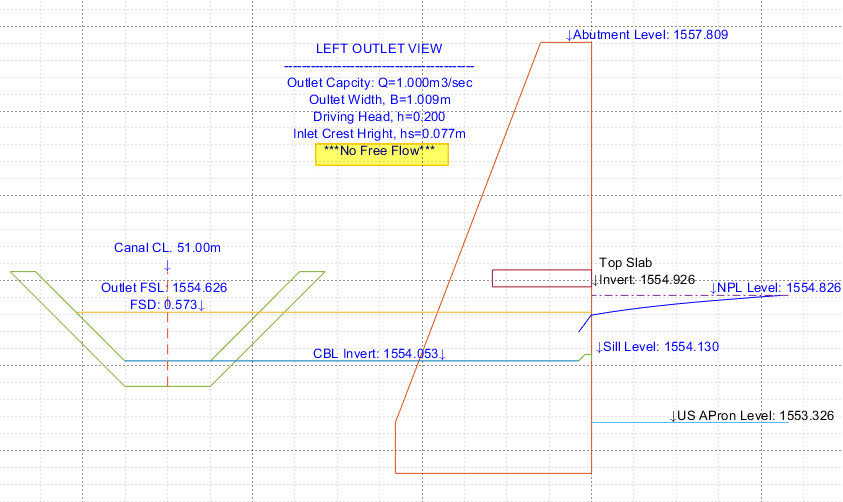 ↓Abutment Level: 1557.809
LEFT OUTLET VIEW
--------------------------------------------
Outlet Capcity: Q=1.000m3/sec
Oultet Width, B=1.009m
Driving Head, h=0.200
Inlet Crest Hright, hs=0.077m
***No Free Flow***
Canal CL. 51.00m
↓
Outlet FSL: 1554.626
FSD: 0.573↓
Top Slab
↓Invert: 1554.926
↓NPL Level: 1554.826
CBL Invert: 1554.053↓
↓Sill Level: 1554.130
↓US APron Level: 1553.326